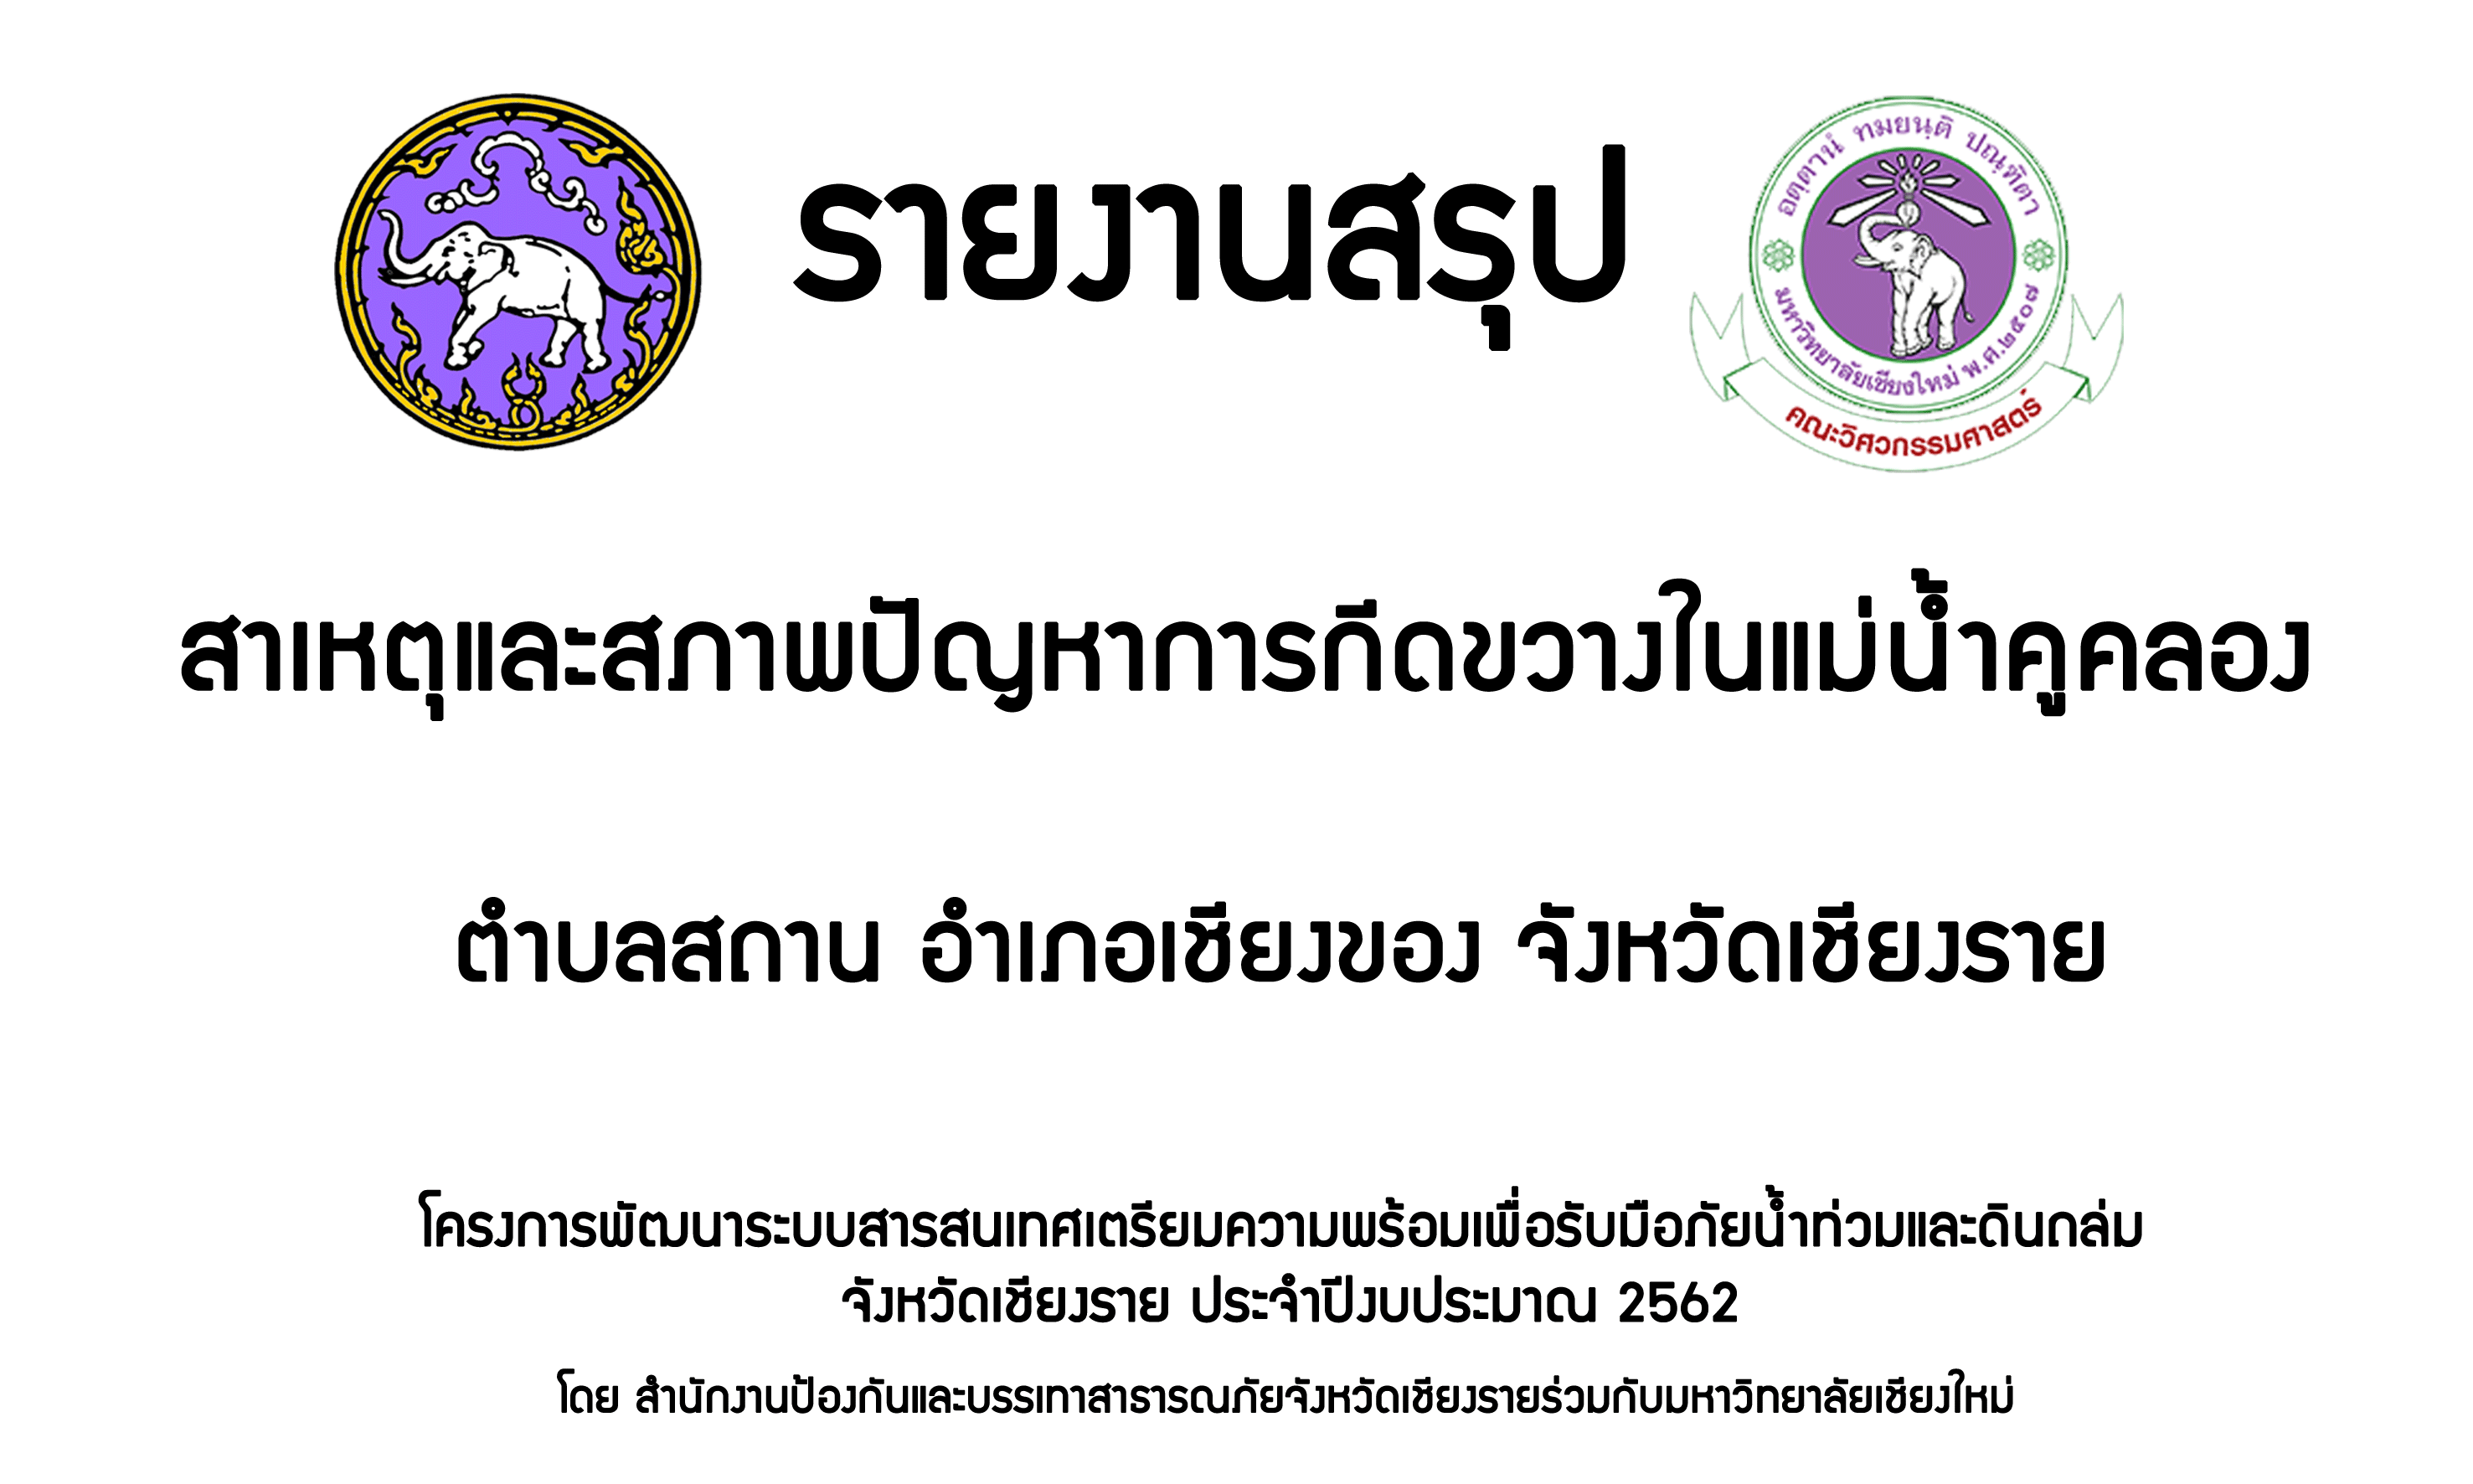 รายงานสรุป
อตฺตานํ ทมยนฺติ ปณฺฑิตา
มหาวิทยาลัยเชียงใหม่ พ.ศ.๒๕๐๗
คณะวิศวกรรมศาสตร์
สาเหตุและสภาพปัญหาการกีดขวางในแม่น้ำคูคลอง
ตำบลสถาน อำเภอเชียงของ จังหวัดเชียงราย
โครงการพัฒนาระบบสารสนเทศเตรียมความพร้อมเพื่อรับมือภัยน้ำท่วมและดินถล่ม
จังหวัดเชียงราย ประจำปีงบประมาณ 2562
โดย สำนักงานป้องกันและบรรเทาสาธารณภัยจังหวัดเชียงรายร่วมกับมหาวิทยาลัยเชียงใหม่